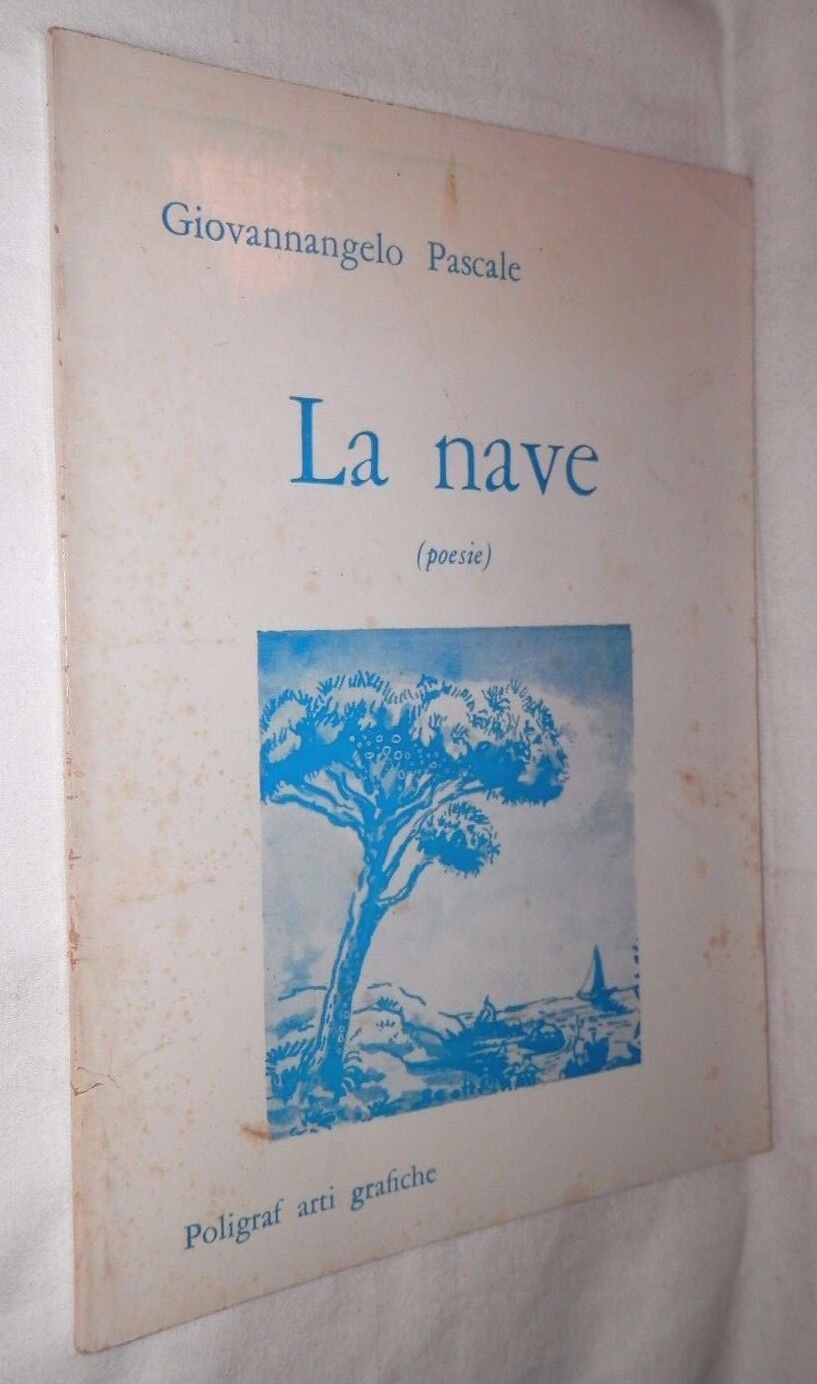 Giovannangelo Pascale
La nave
(poesie)
Poligraf arti grafiche